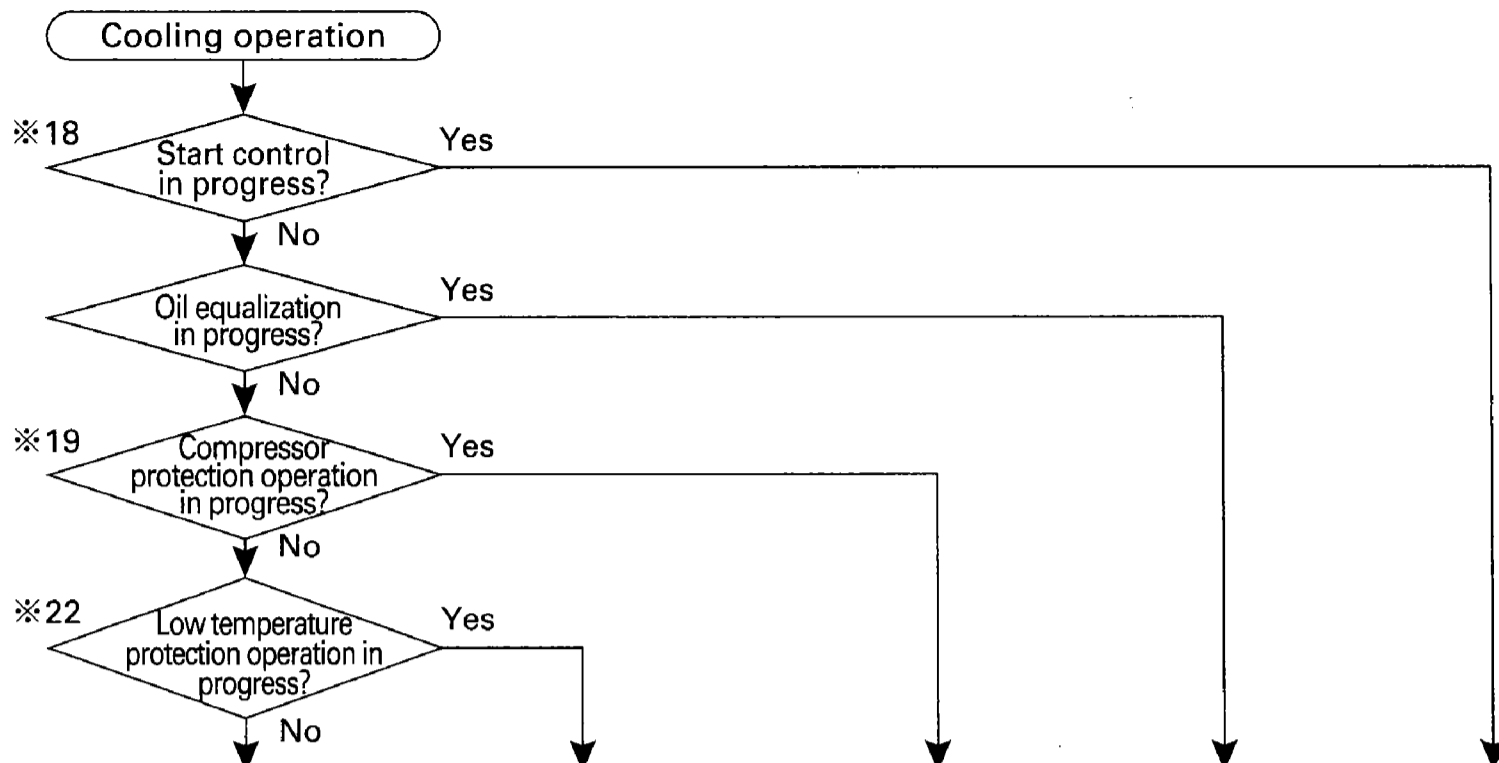 Cooling operation
※18
Start control
in progress?
Yes
No
Oil equalization
in progress?
Yes
No
※19
Compressor
protection operation
in progress?
Yes
No
※22
Low temperature
protection operation in
progress?
Yes
No